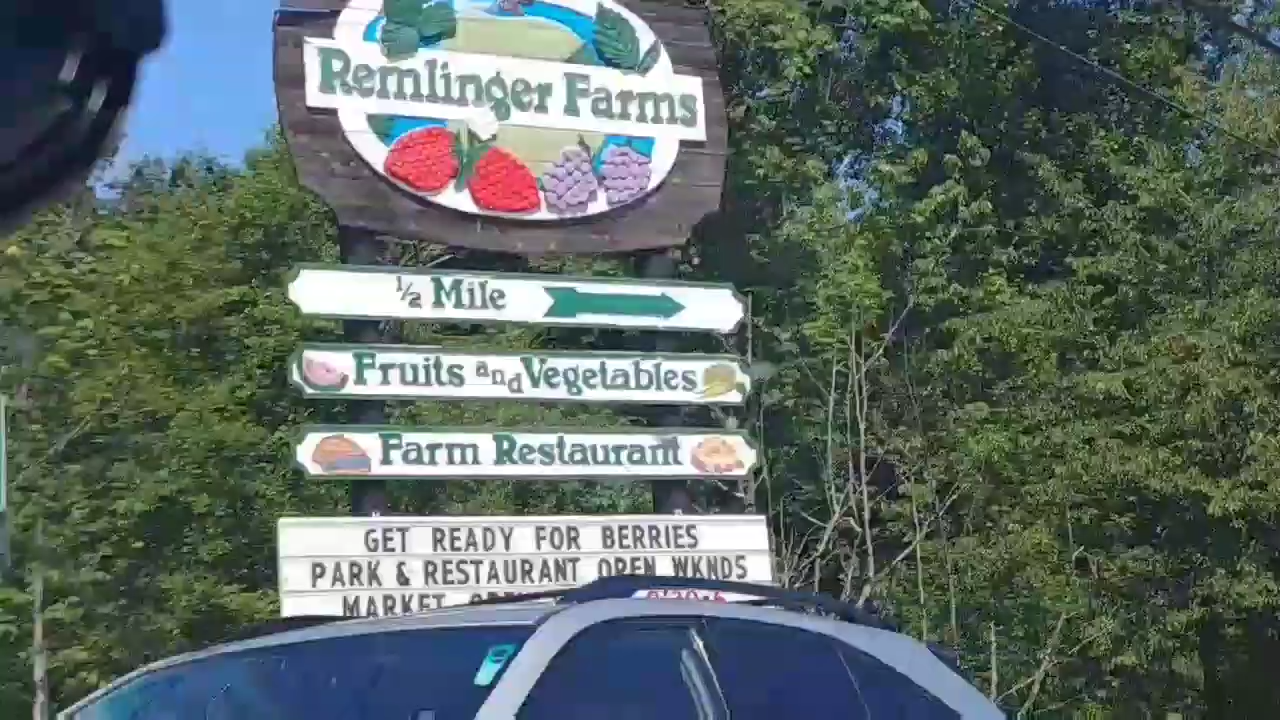 Remlinger Farms
½ Mile
Fruits and Vegetables
Farm Restaurant
GET READY FOR BERRIES
PARK & RESTAURANT OPEN WKNDS
MARKET